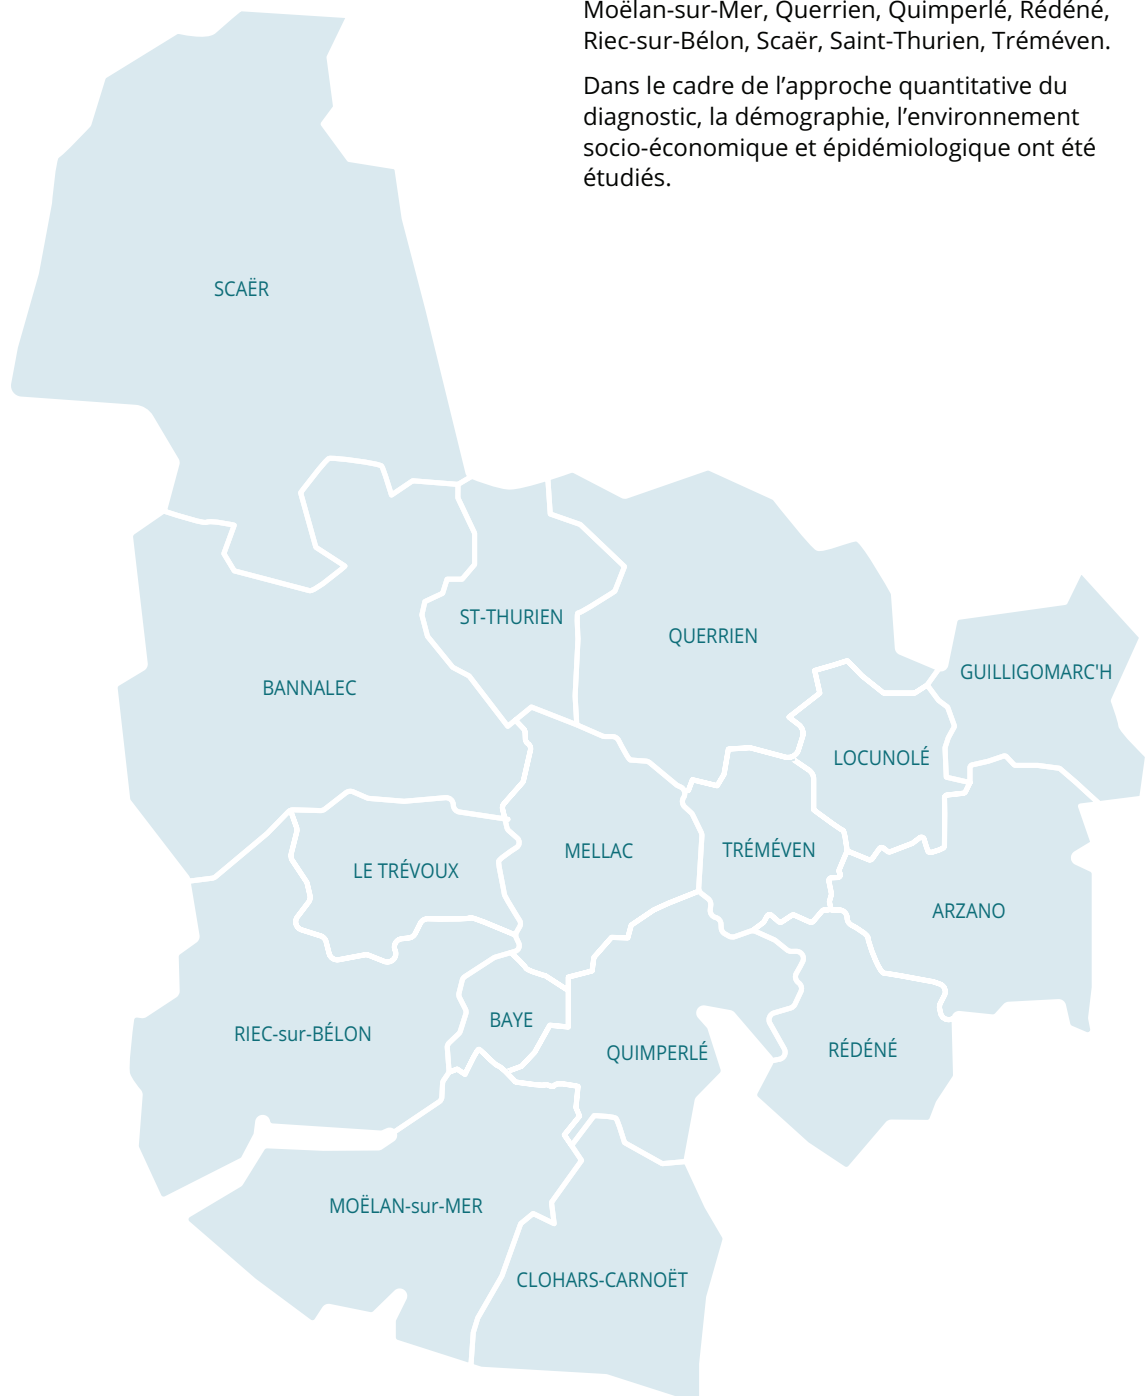 Moëlan-sur-Mer, Querrien, Quimperlé, Rédéné,
Riec-sur-Bélon, Scaër, Saint-Thurien, Tréméven.
Dans le cadre de l’approche quantitative du
diagnostic, la démographie, l’environnement
socio-économique et épidémiologique ont été
étudiés.
SCAËR
ST-THURIEN
QUERRIEN
GUILLIGOMARC'H
BANNALEC
LOCUNOLÉ
MELLAC
TRÉMÉVEN
LE TRÉVOUX
ARZANO
BAYE
RIEC-sur-BÉLON
QUIMPERLÉ
RÉDÉNÉ
MOËLAN-sur-MER
CLOHARS-CARNOËT